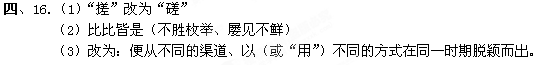 四、16.（1）“搓”改为“磋”
（2）比比皆是（不胜枚举、屡见不鲜）
（3）改为：便从不同的渠道、以（或“用”）不同的方式在同一时期脱颖而出。